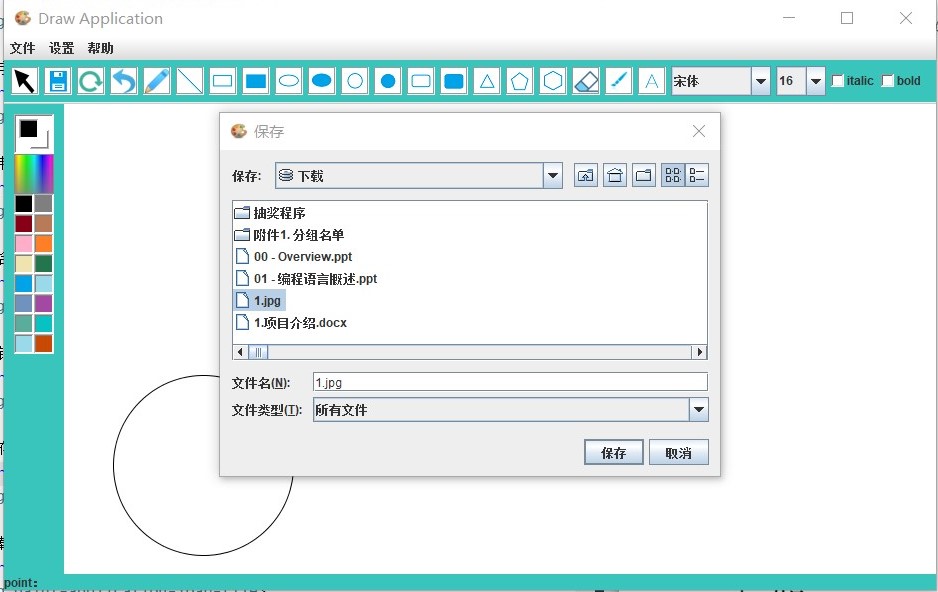 Draw Application
文件 设置 帮助
A 宋体 16 italic bold
保存
保存: 下载
抽奖程序
附件1. 分组名单
00 - Overview.ppt
01 - 编程语言概述.ppt
1.jpg
1.项目介绍.docx
文件名(N): 1.jpg
文件类型(T): 所有文件
保存 取消
point: